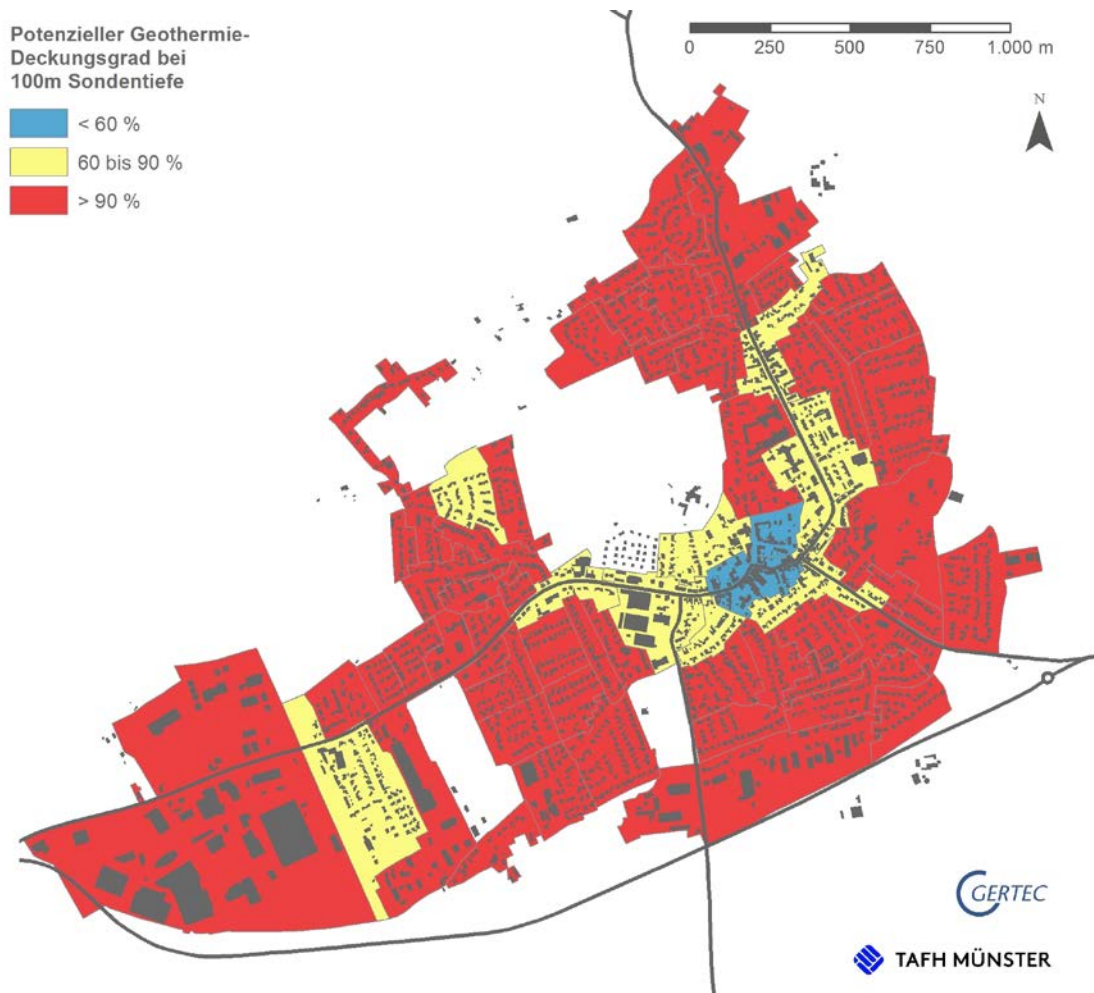 Potenzieller Geothermie-
Deckungsgrad bei
100m Sondentiefe
< 60 %
60 bis 90 %
> 90 %
0 250 500 750 1.000 m
N
GERTEC
TAFH MÜNSTER